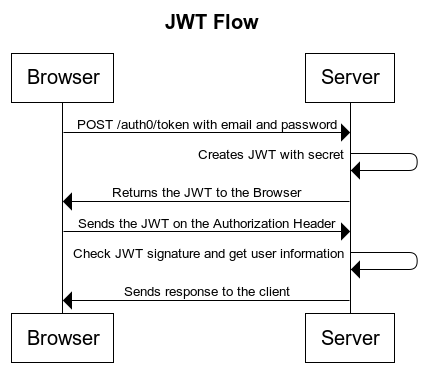 JWT Flow
Browser
Server
POST /auth0/token with email and password
Creates JWT with secret
Returns the JWT to the Browser
Sends the JWT on the Authorization Header
Check JWT signature and get user information
Sends response to the client
Browser
Server